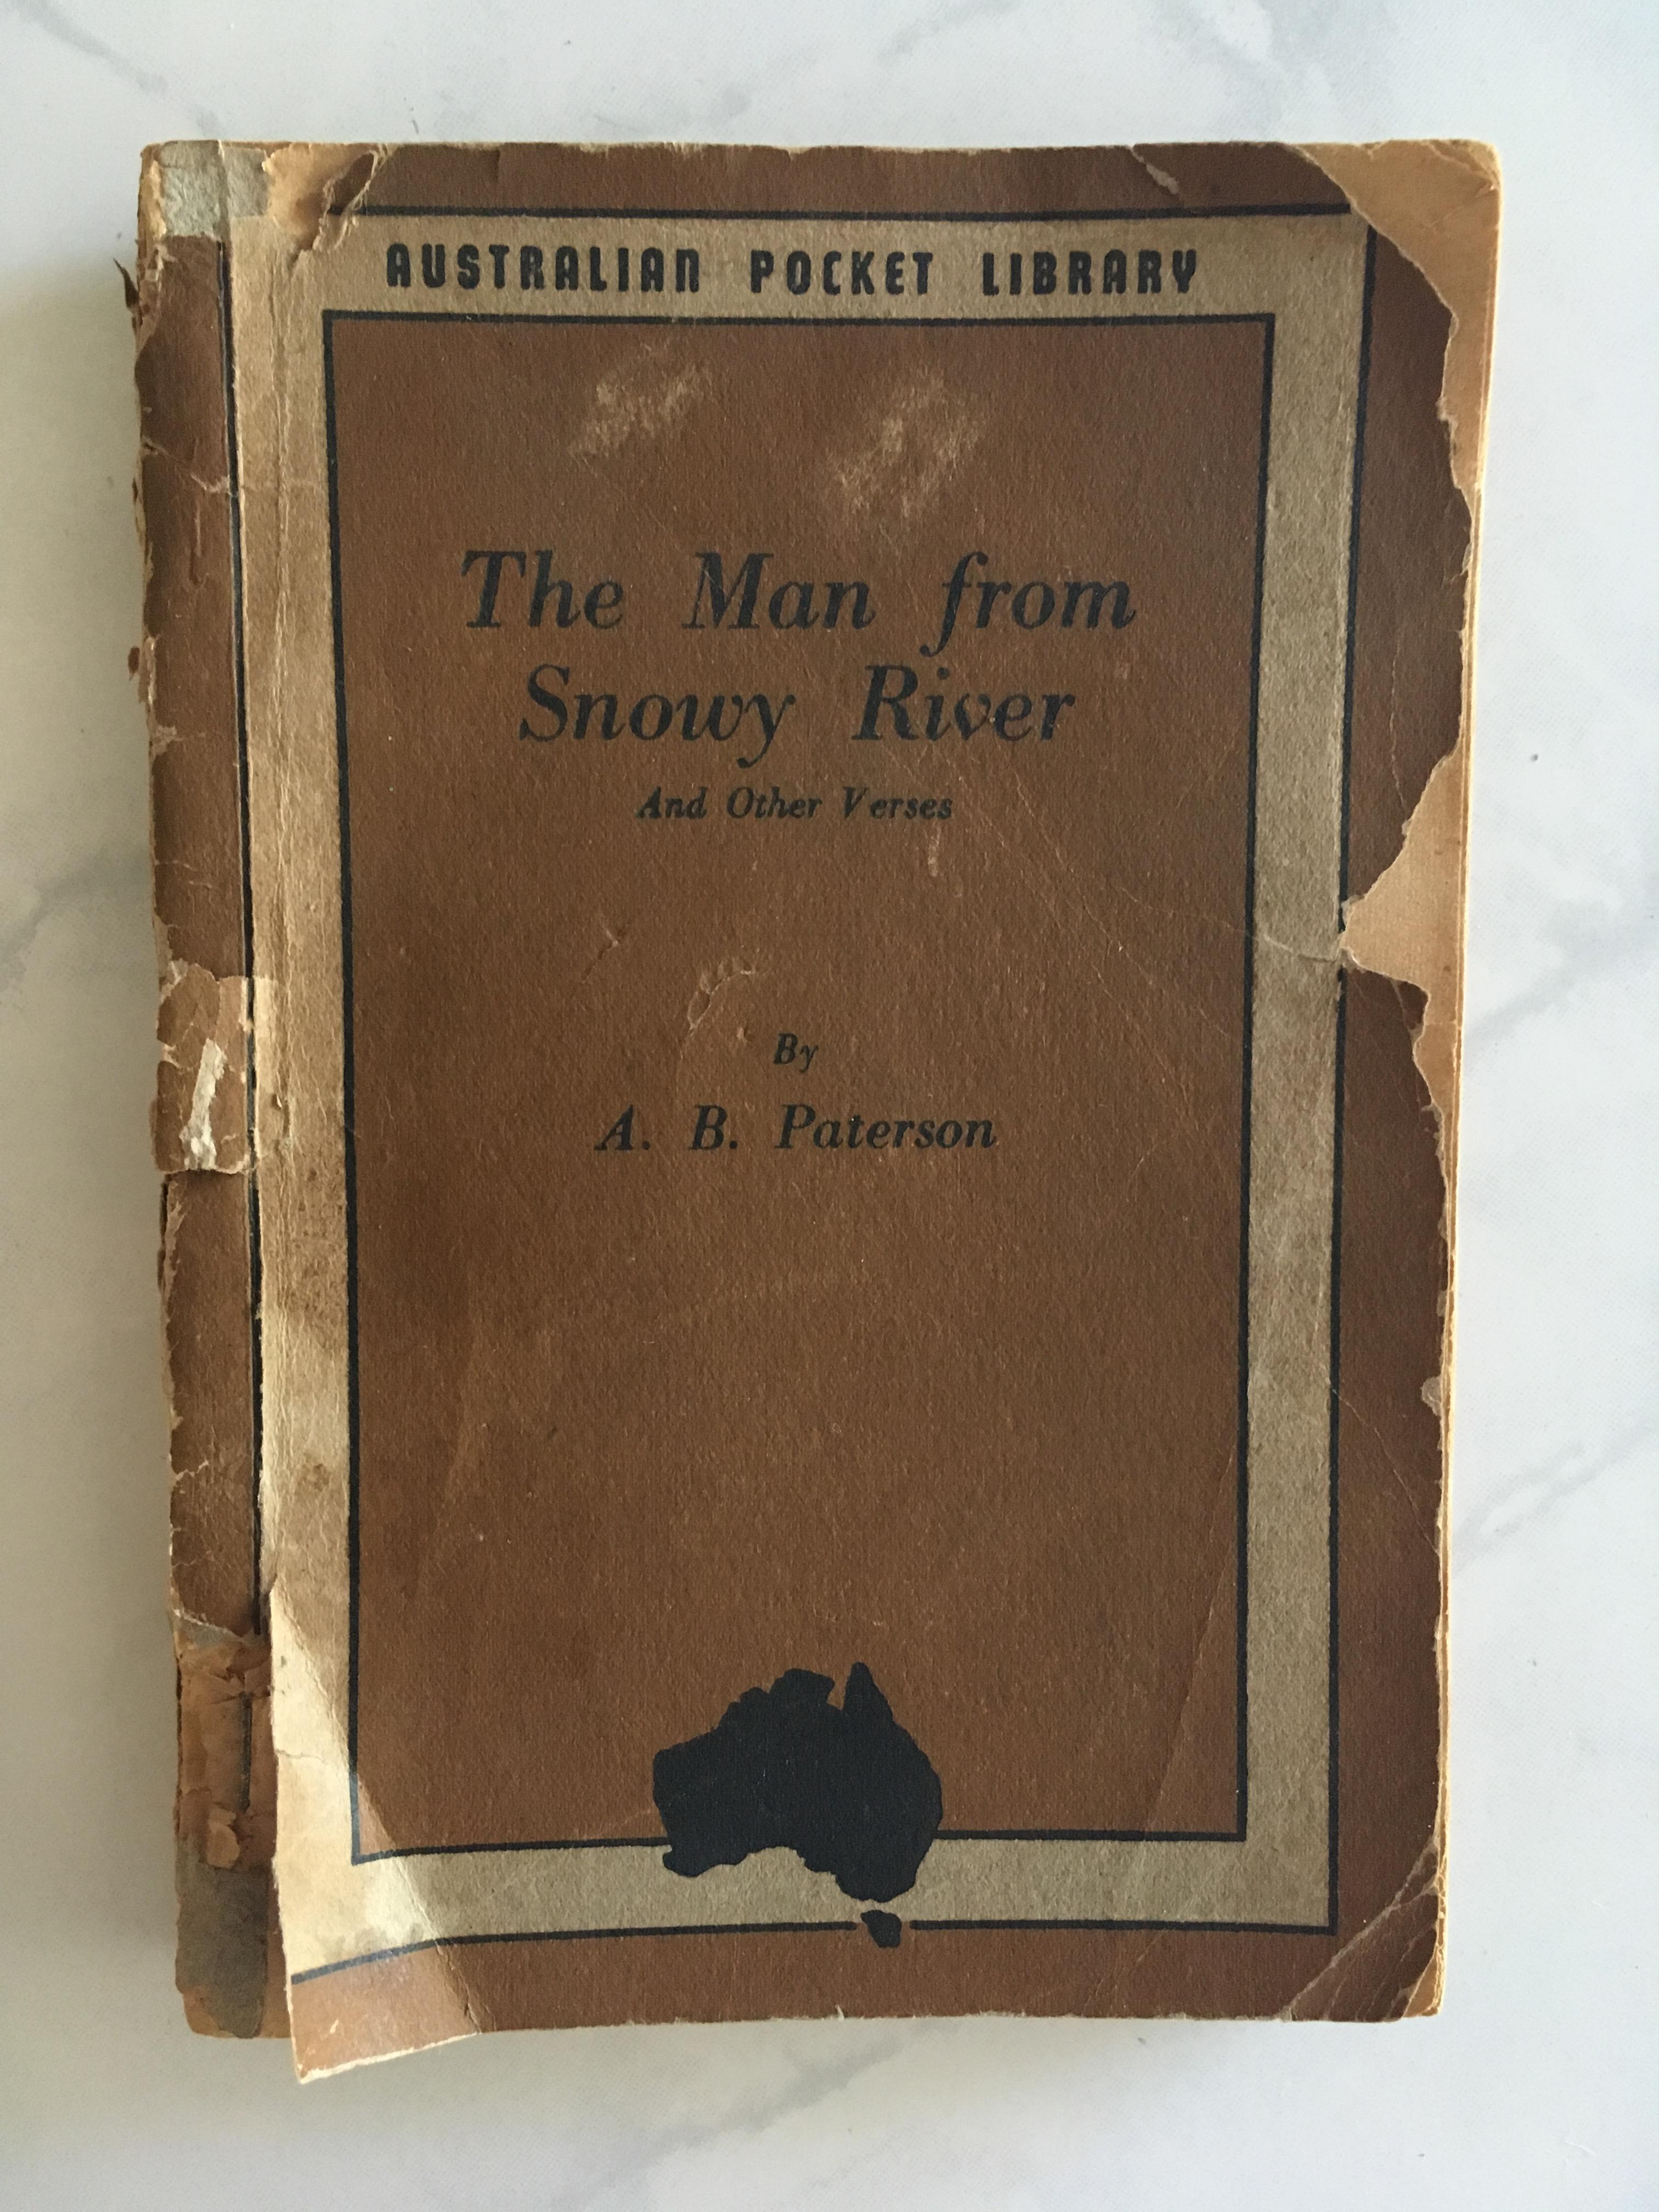 AUSTRALIAN POCKET LIBRARY
The Man from
Snowy River
And Other Verses
By
A. B. Paterson